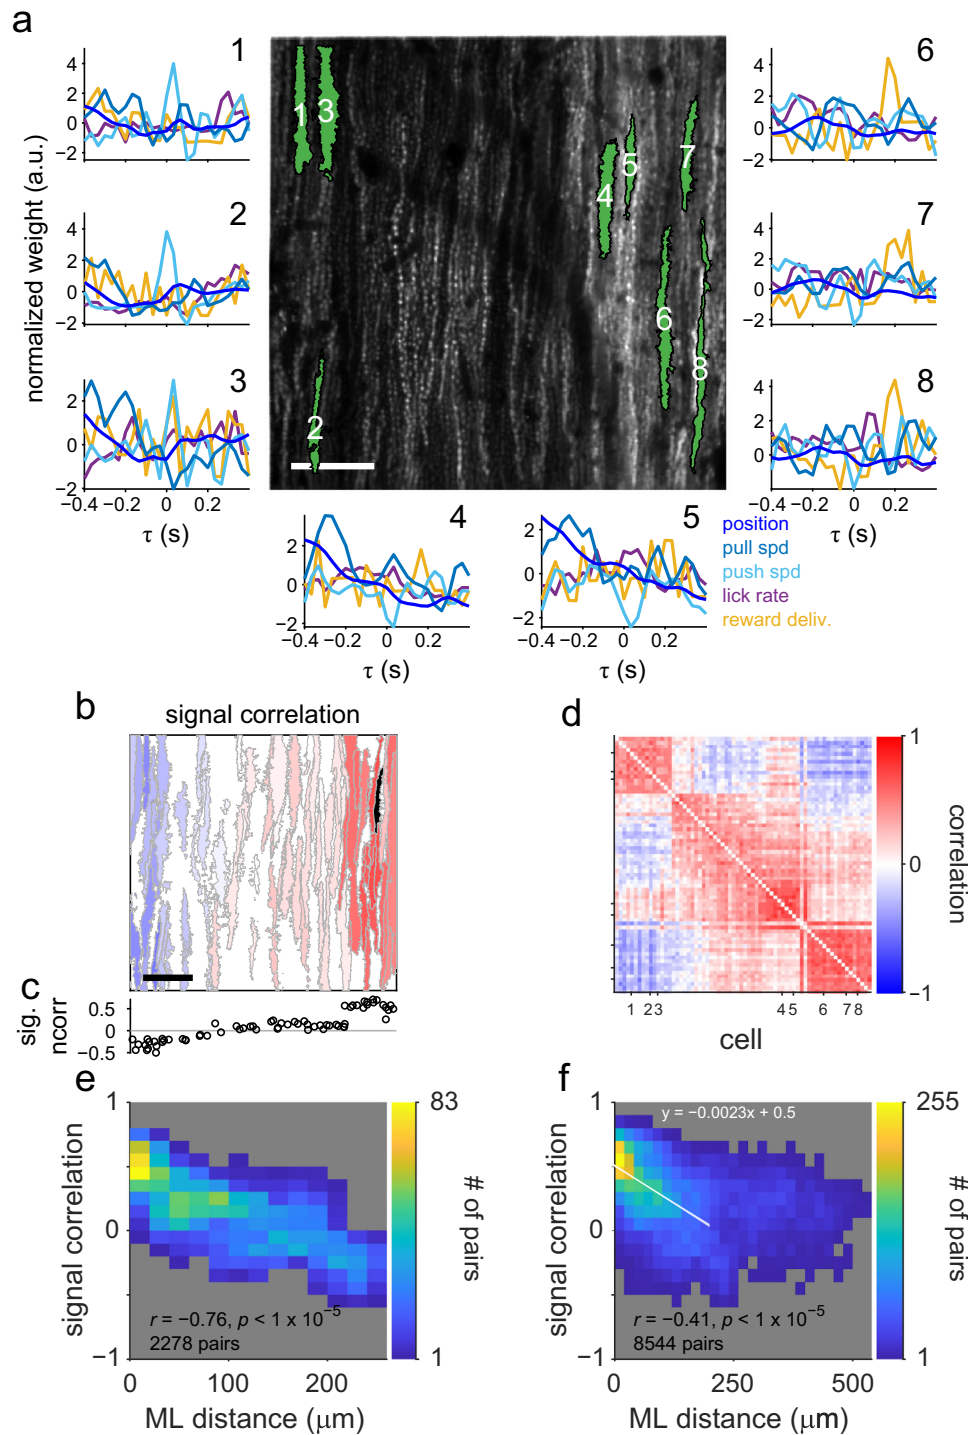 a
1
4
2
0
−2
2
4
2
0
−2
3
2
0
−2
−0.4
−0.2
0
0.2
τ (s)
normalized weight (a.u.)
1
3
2
4
5
7
6
8
6
4
2
0
−2
7
4
2
0
−2
8
4
2
0
−2
−0.4
−0.2
0
0.2
τ (s)
4
2
0
−2
−0.4
−0.2
0
0.2
τ (s)
5
2
0
−2
−0.4
−0.2
0
0.2
τ (s)
position
pull spd
push spd
lick rate
reward deliv.
b
signal correlation
c
sig.
ncorr
0.5
0
−0.5
d
1
0
−1
correlation
1 23 45 6 78
cell
e
1
0
−1
signal correlation
r = −0.76, p < 1 x 10⁻⁵
2278 pairs
0 100 200
ML distance (μm)
83
1
# of pairs
f
1
0
−1
signal correlation
y = −0.0023x + 0.5
r = −0.41, p < 1 x 10⁻⁵
8544 pairs
0 250 500
ML distance (μm)
255
1
# of pairs